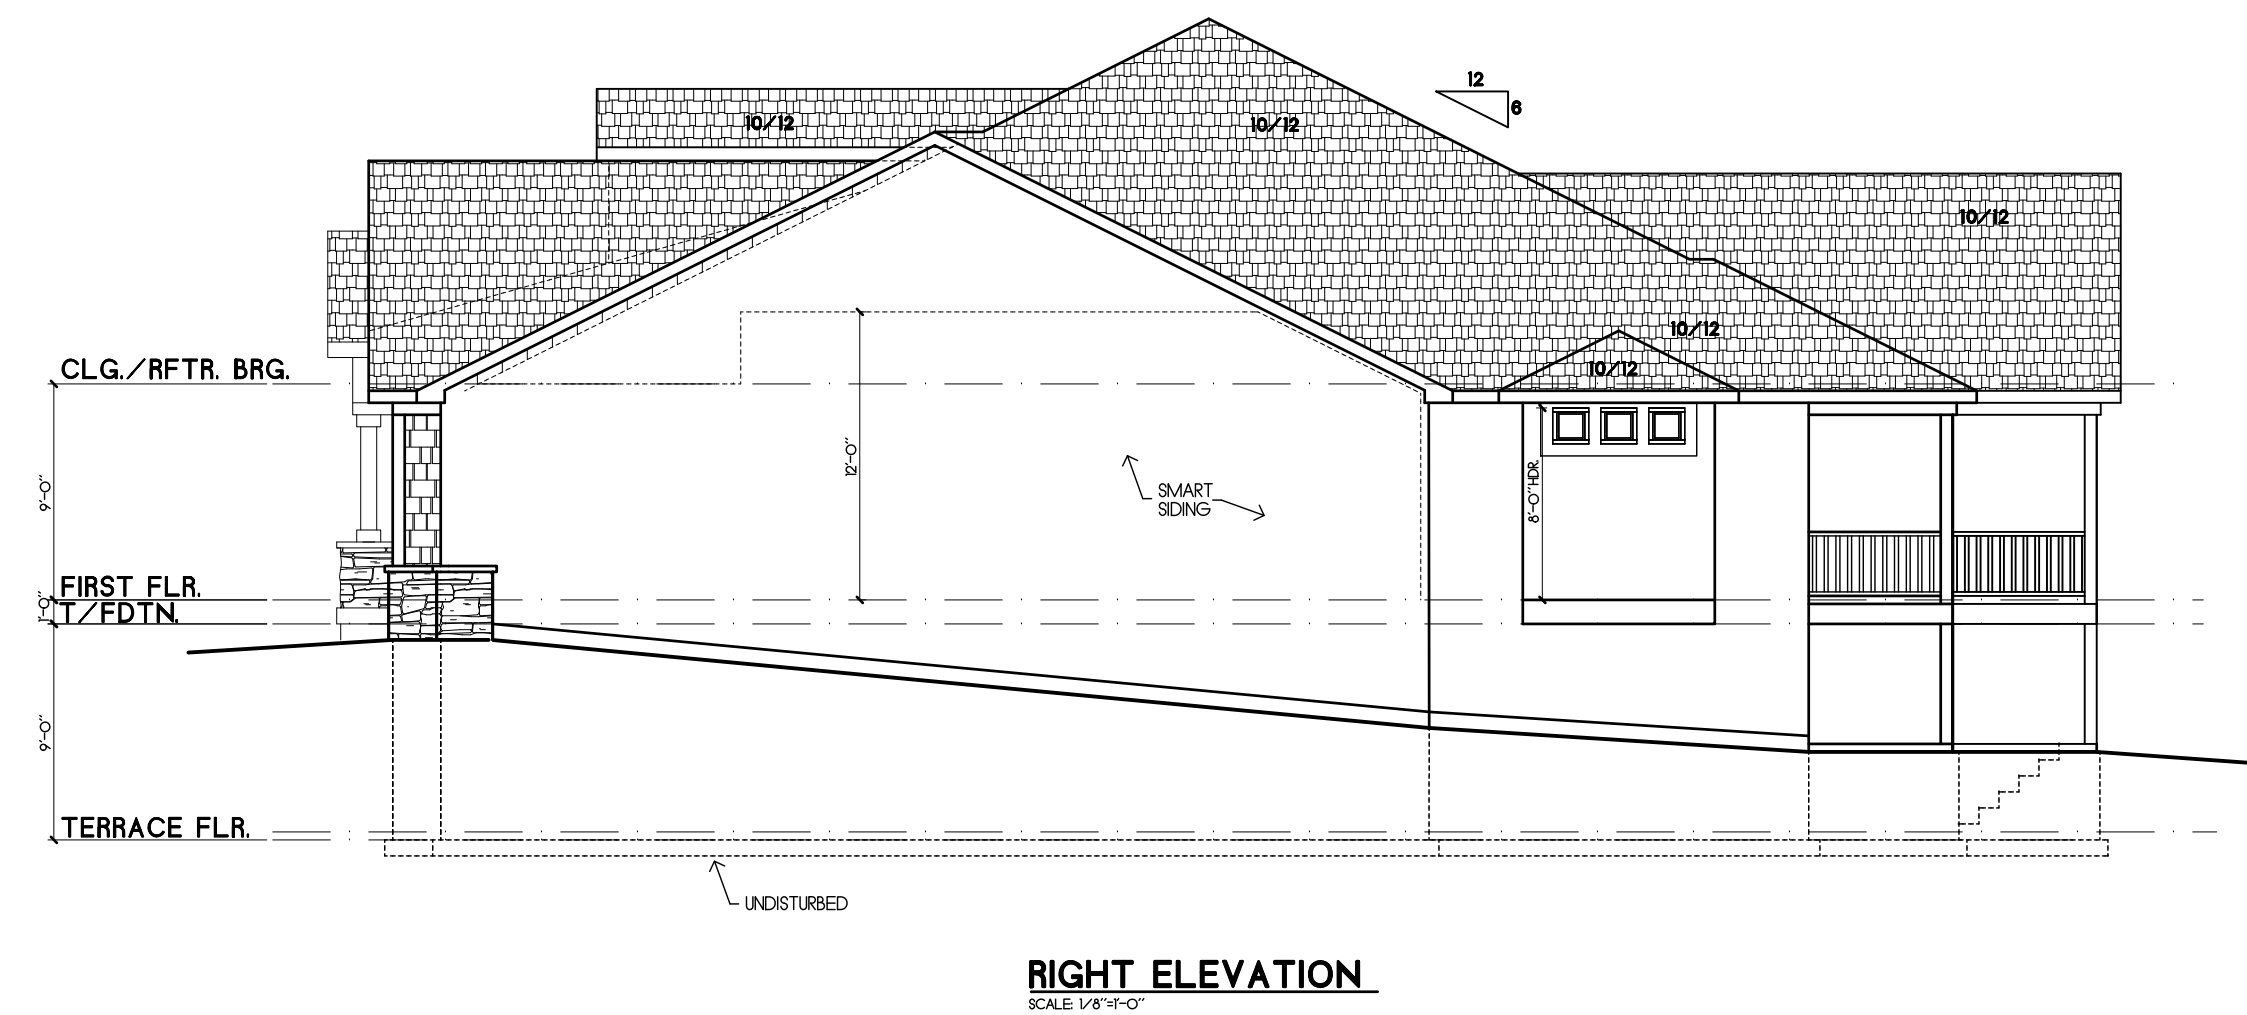 12
6
10/12
10/12
10/12
10/12
10/12
CLG./RFTR. BRG.
12'-0"
8'-0" HDR.
9'-0"
SMART
SIDING
FIRST FLR.
1'-0"
T/FDTN.
9'-0"
TERRACE FLR.
UNDISTURBED
RIGHT ELEVATION
SCALE: 1/8"=1'-0"